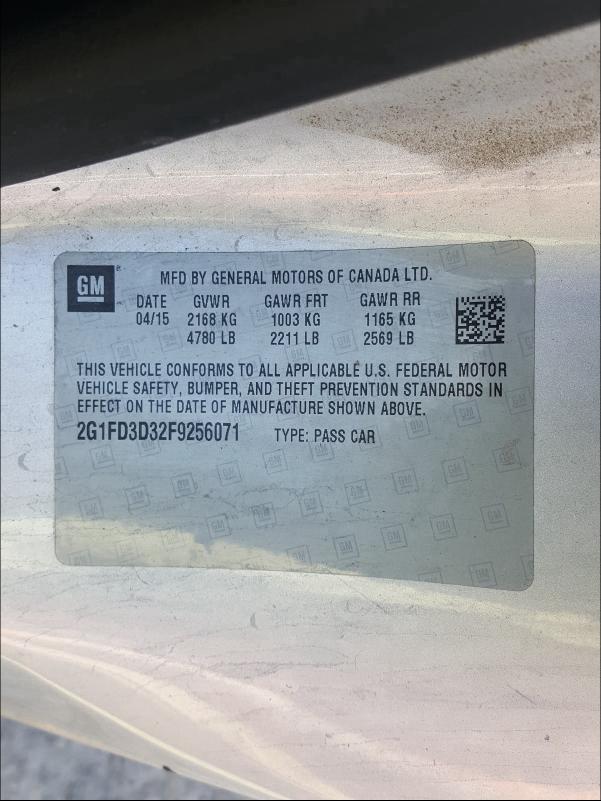 GM
MFD BY GENERAL MOTORS OF CANADA LTD.
DATE GVWR GAWR FRT GAWR RR
04/15 2168 KG 1003 KG 1165 KG
4780 LB 2211 LB 2569 LB
THIS VEHICLE CONFORMS TO ALL APPLICABLE U.S. FEDERAL MOTOR
VEHICLE SAFETY, BUMPER, AND THEFT PREVENTION STANDARDS IN
EFFECT ON THE DATE OF MANUFACTURE SHOWN ABOVE.
2G1FD3D32F9256071 TYPE: PASS CAR